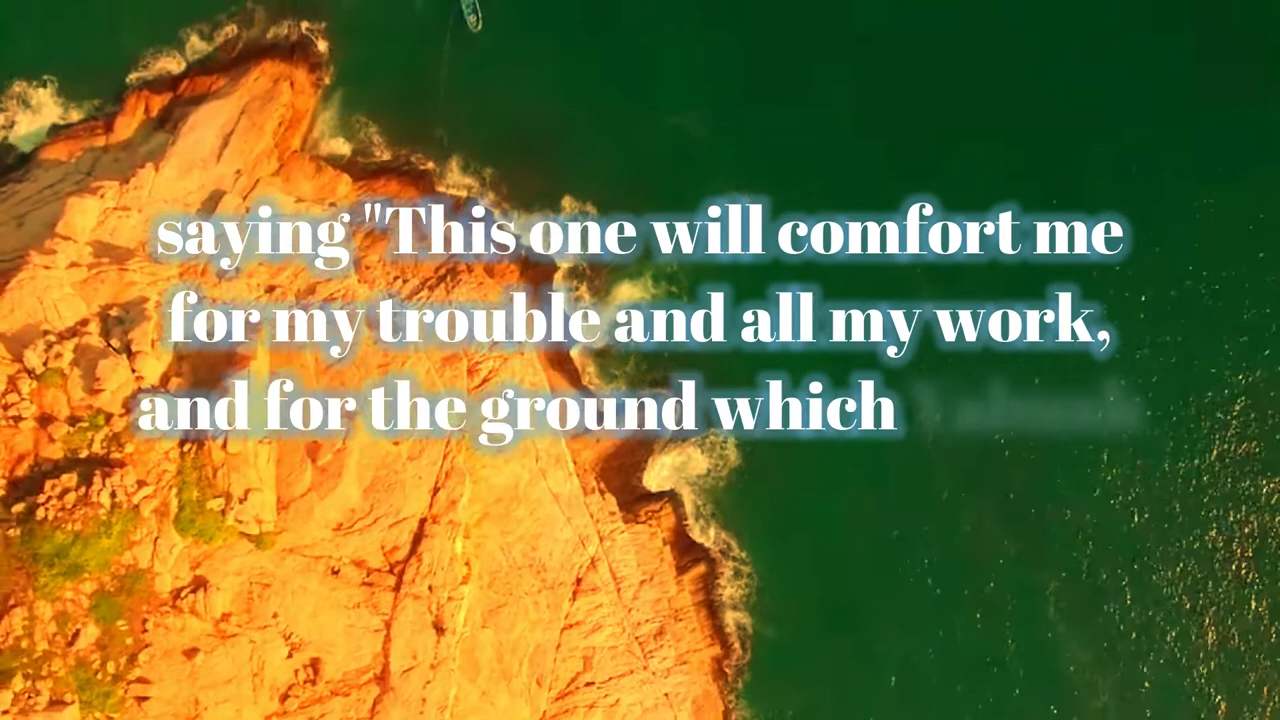 saying "This one will comfort me
for my trouble and all my work,
and for the ground which